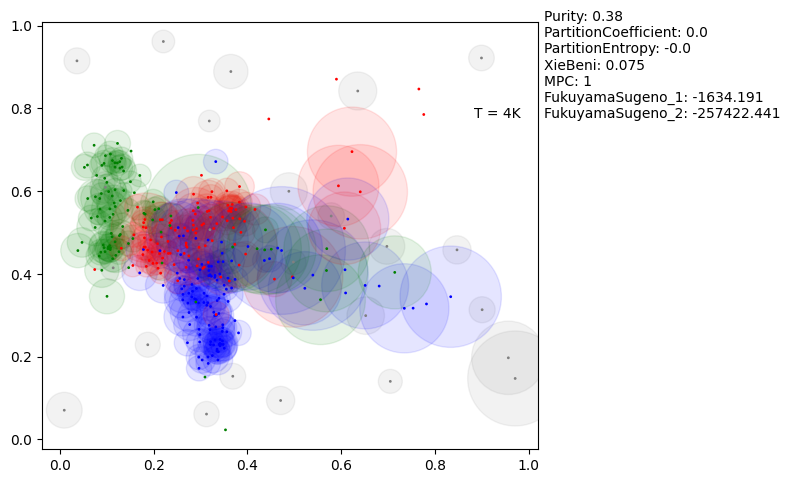 Purity: 0.38
PartitionCoefficient: 0.0
PartitionEntropy: -0.0
XieBeni: 0.075
MPC: 1
FukuyamaSugeno_1: -1634.191
FukuyamaSugeno_2: -257422.441
T = 4K
1.0
0.8
0.6
0.4
0.2
0.0
0.0 0.2 0.4 0.6 0.8 1.0